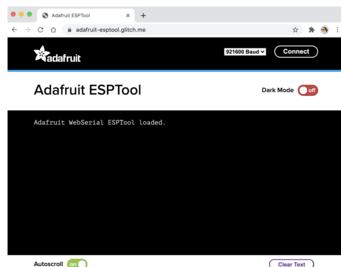 Adafruit ESPTool
adafruit-esptool.glitch.me
adafruit
921600 Baud
Connect
Adafruit ESPTool
Dark Mode
off
Adafruit WebSerial ESPTool loaded.
Autoscroll
on
Clear Text